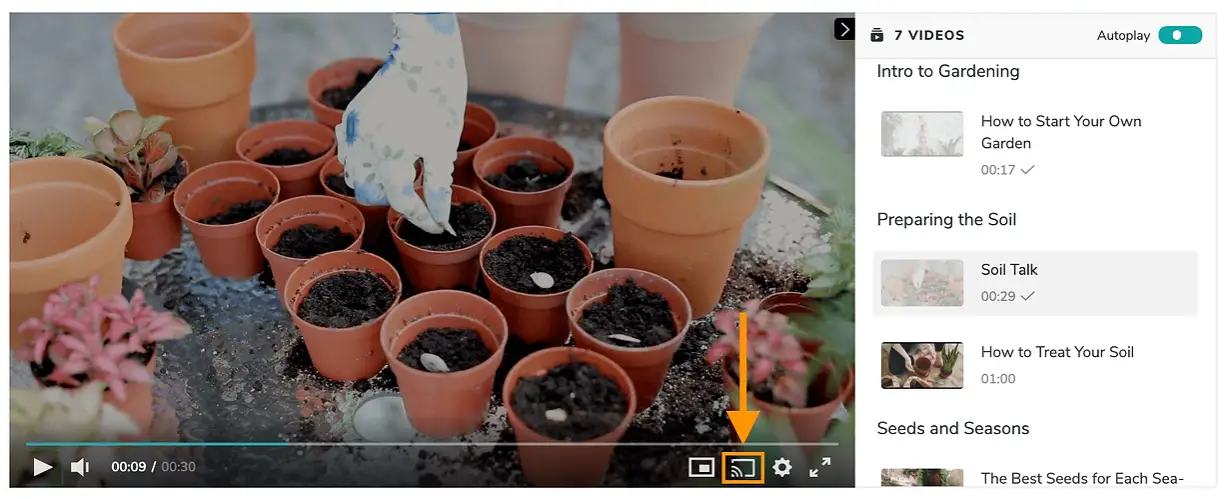 7 VIDEOS
Autoplay
Intro to Gardening
How to Start Your Own
Garden
00:17
Preparing the Soil
Soil Talk
00:29
How to Treat Your Soil
01:00
Seeds and Seasons
The Best Seeds for Each Sea-
00:09 / 00:30